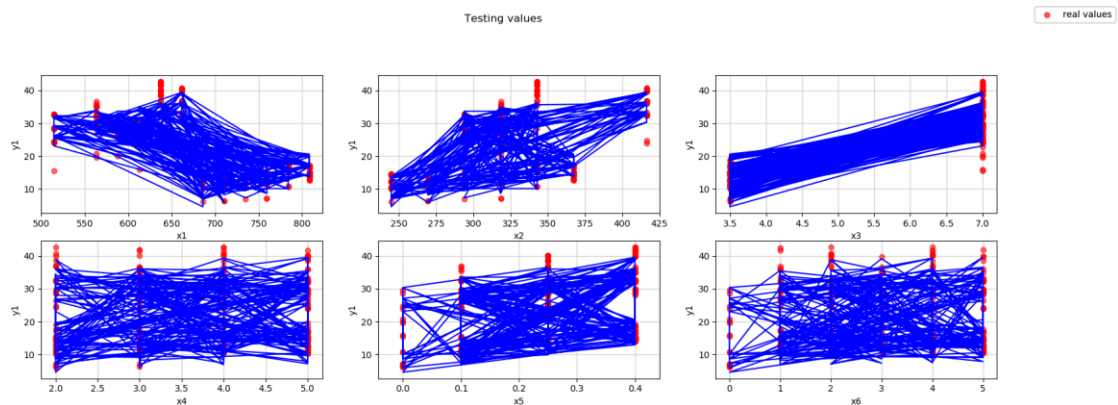 Testing values
real values
y1
40
30
20
10
500 550 600 650 700 750 800
x1
y1
40
30
20
10
250 275 300 325 350 375 400 425
x2
y1
40
30
20
10
3.5 4.0 4.5 5.0 5.5 6.0 6.5 7.0
x3
y1
40
30
20
10
2.0 2.5 3.0 3.5 4.0 4.5 5.0
x4
y1
40
30
20
10
0.0 0.1 0.2 0.3 0.4
x5
y1
40
30
20
10
0 1 2 3 4 5
x6